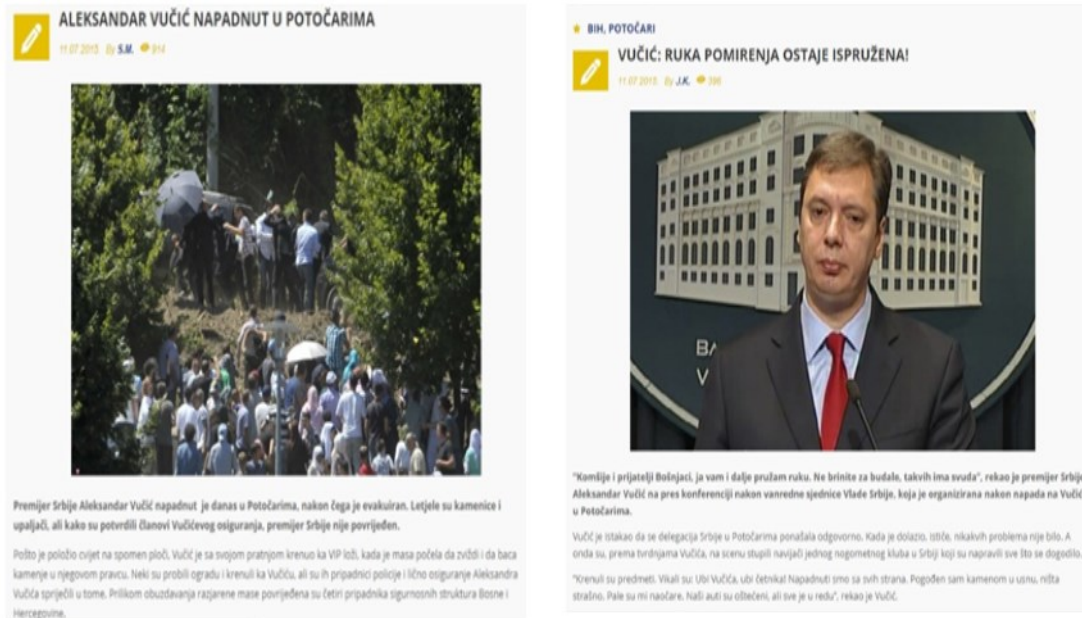 ALEKSANDAR VUČIĆ NAPADNUT U POTOČARIMA
11.07.2015. By S.M. 914
Premijer Srbije Aleksandar Vučić napadnut je danas u Potočarima, nakon čega je evakuiran. Letjele su kamenice i
upaljači, ali kako su potvrdili članovi Vučićevog osiguranja, premijer Srbije nije povrijeđen.
Pošto je položio cvijet na spomen ploči, Vučić je sa svojom pratnjom krenuo ka VIP loži, kada je masa počela da zviždi i da baca
kamenje u njegovom pravcu. Neki su probili ogradu i krenuli ka Vučiću, ali su ih pripadnici policije i lično osiguranje Aleksandra
Vučića spriječili u tome. Prilikom obuzdavanja razjarene mase povrijeđena su četiri pripadnika sigurnosnih struktura Bosne i
Hercegovine.
BIH, POTOČARI
VUČIĆ: RUKA POMIRENJA OSTAJE ISPRUŽENA!
11.07.2015. By J.K. 396
BA
V
"Komšije i prijatelji Bošnjaci, ja vam i dalje pružam ruku. Ne brinite za budale, takvih ima svuda", rekao je premijer Srbije
Aleksandar Vučić na pres konferenciji nakon vanredne sjednice Vlade Srbije, koja je organizirana nakon napada na Vučić
u Potočarima.
Vučić je istakao da se delegacija Srbije u Potočarima ponašala odgovorno. Kada je dolazio, ističe, nikakvih problema nije bilo. A
onda su, prema tvrdnjama Vučića, na scenu stupili navijači jednog nogometnog kluba u Srbiji koji su napravili sve što se dogodilo.
"Krenuli su predmeti. Vikali su: Ubi Vučića, ubi četnika! Napadnuti smo sa svih strana. Pogođen sam kamenom u usnu, ništa
strašno. Pale su mi naočare. Naši auti su oštećeni, ali sve je u redu", rekao je Vučić.